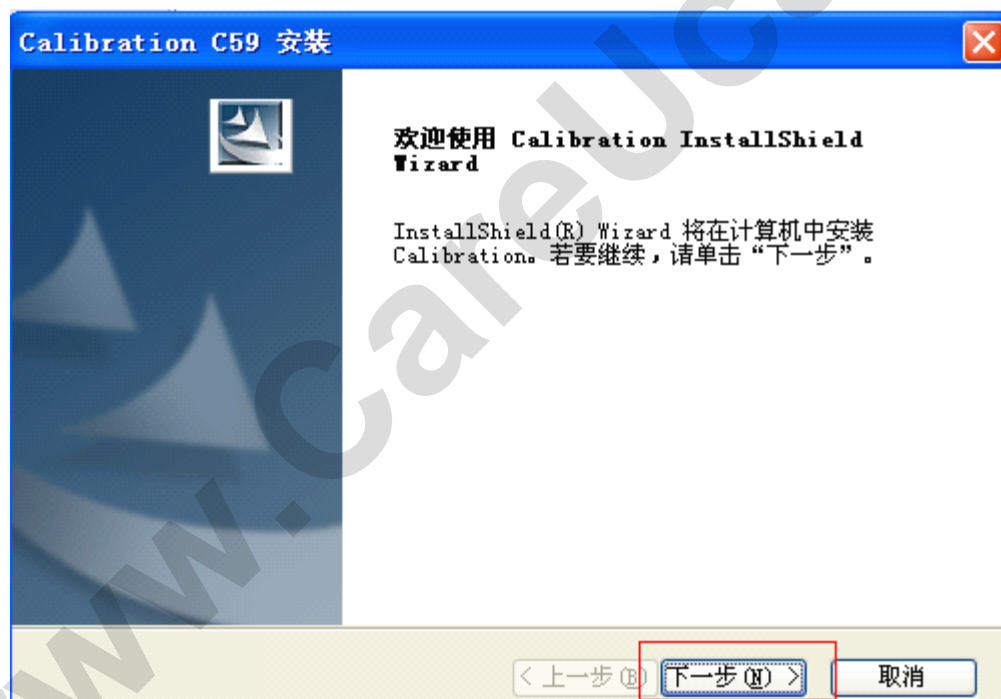 Calibration C59 安装
欢迎使用 Calibration InstallShield
Wizard
InstallShield(R) Wizard 将在计算机中安装
Calibration。若要继续，请单击“下一步”。
< 上一步(B)
下一步(N) >
取消
www.CareUc